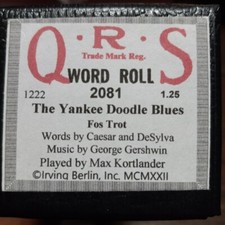 Q·R·S
Trade Mark Reg.
WORD ROLL
2081
1222 1.25
The Yankee Doodle Blues
Fos Trot
Words by Caesar and DeSylva
Music by George Gershwin
Played by Max Kortlander
©Irving Berlin, Inc. MCMXXII